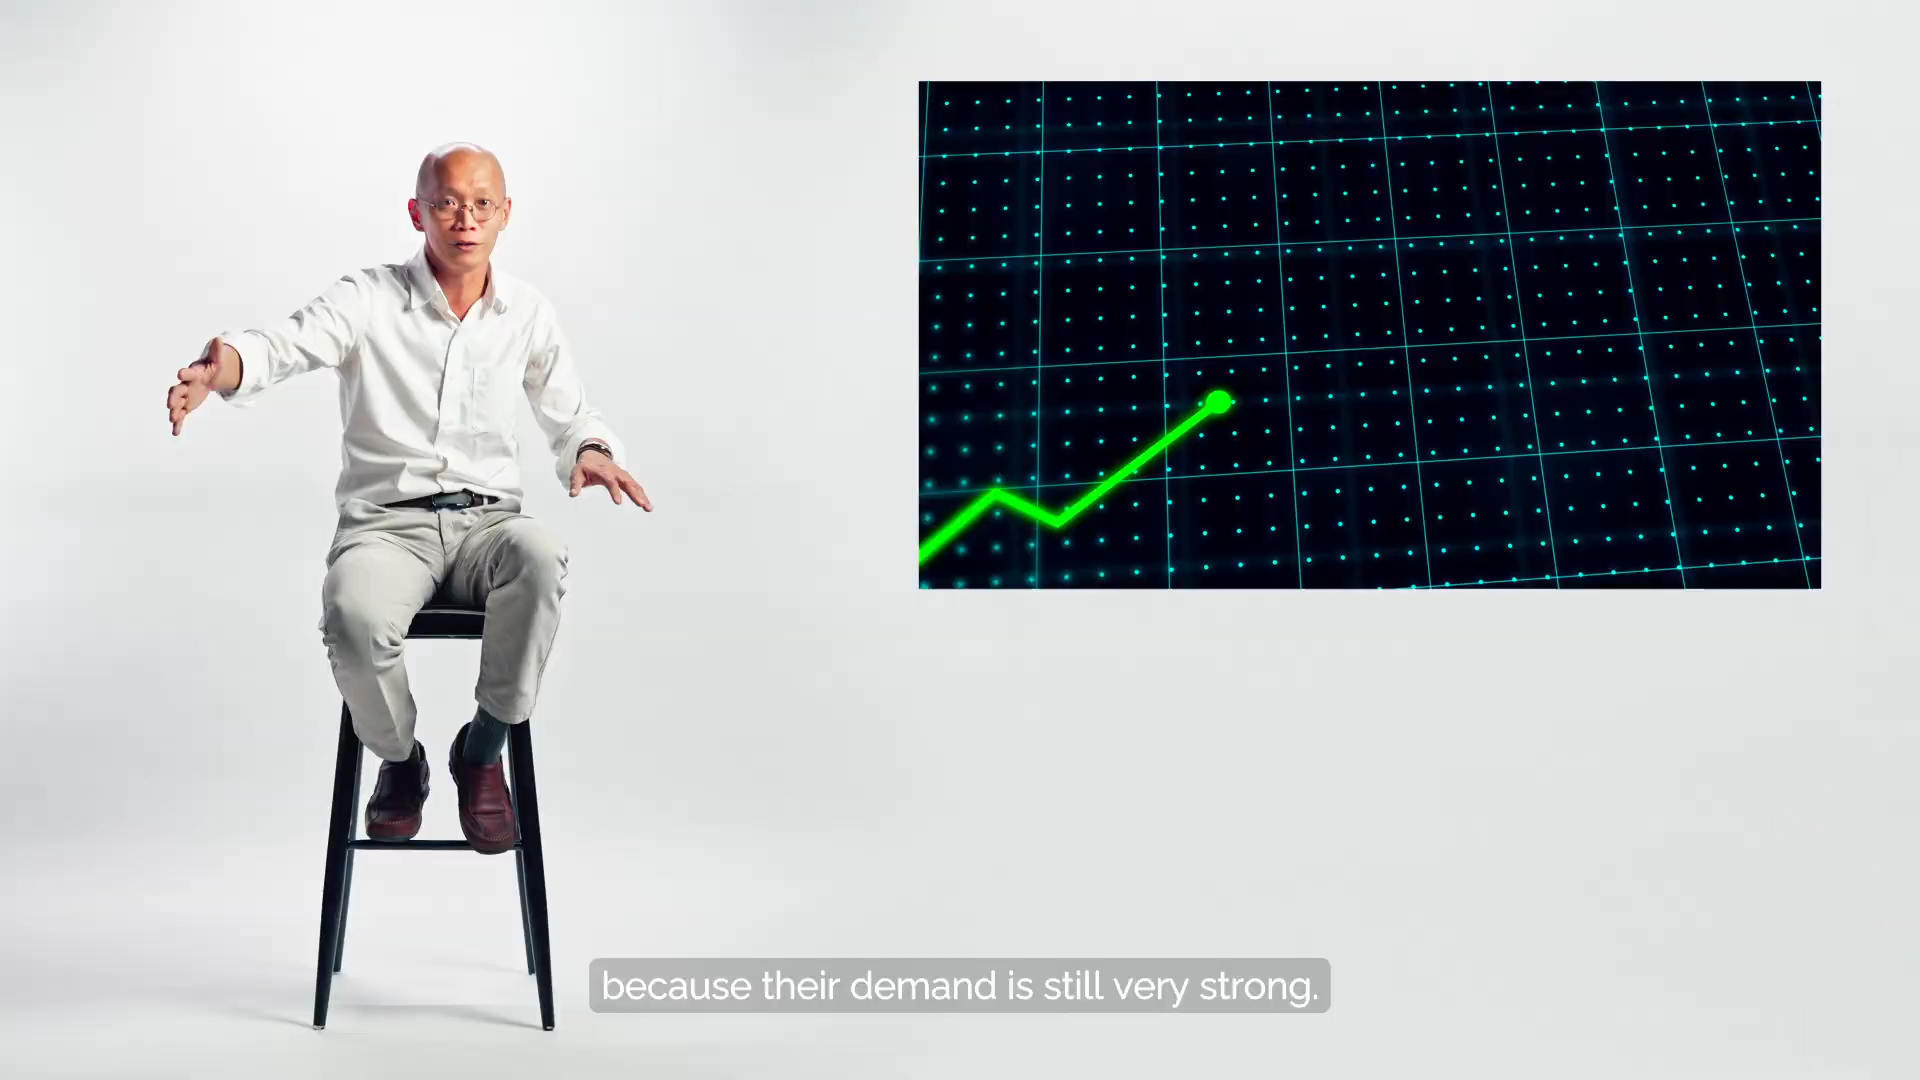 because their demand is still very strong.